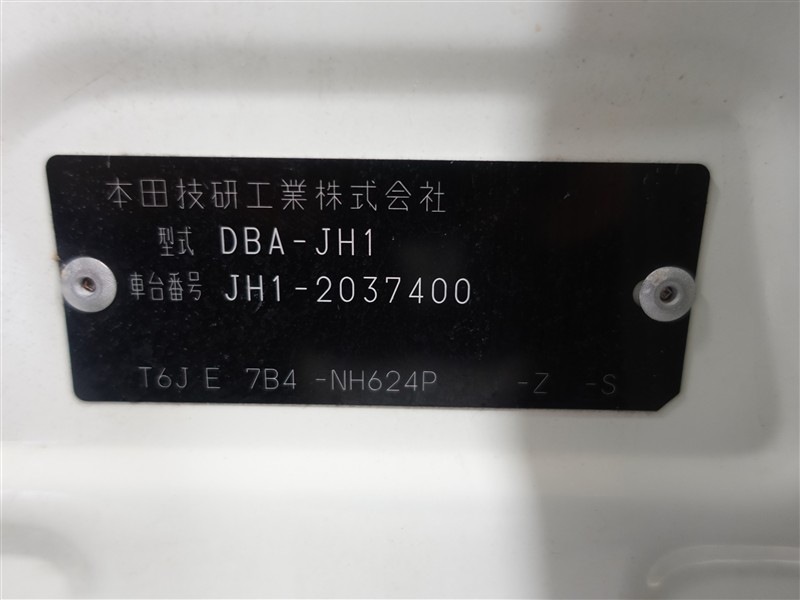 本田技研工業株式会社
型式 DBA-JH1
車台番号 JH1-2037400
T6J E 7B4 -NH624P -Z -S